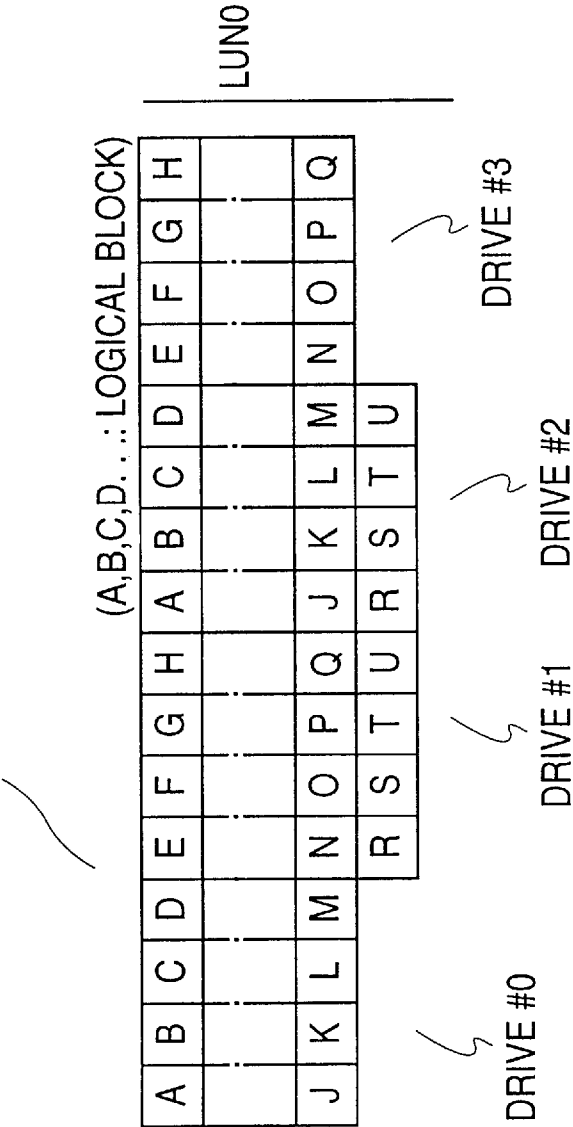 (A,B,C,D. . .: LOGICAL BLOCK)
A B C D E F G H A B C D E F G H
J K L M N O P Q J K L M N O P Q
R S T U R S T U
LUN0
DRIVE #0
DRIVE #1
DRIVE #2
DRIVE #3